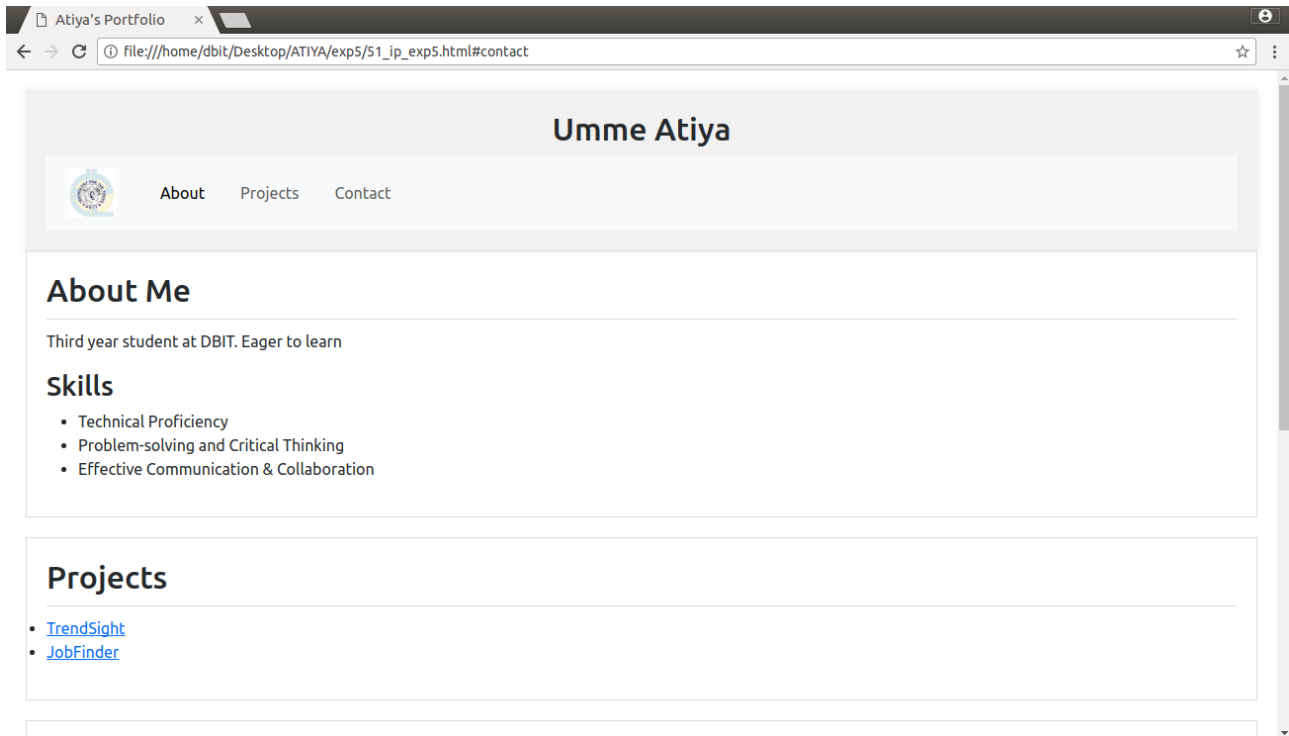 Atiya's Portfolio
file:///home/dbit/Desktop/ATIYA/exp5/51_ip_exp5.html#contact
Umme Atiya
About Projects Contact
About Me
Third year student at DBIT. Eager to learn
Skills
• Technical Proficiency
• Problem-solving and Critical Thinking
• Effective Communication & Collaboration
Projects
• TrendSight
• JobFinder